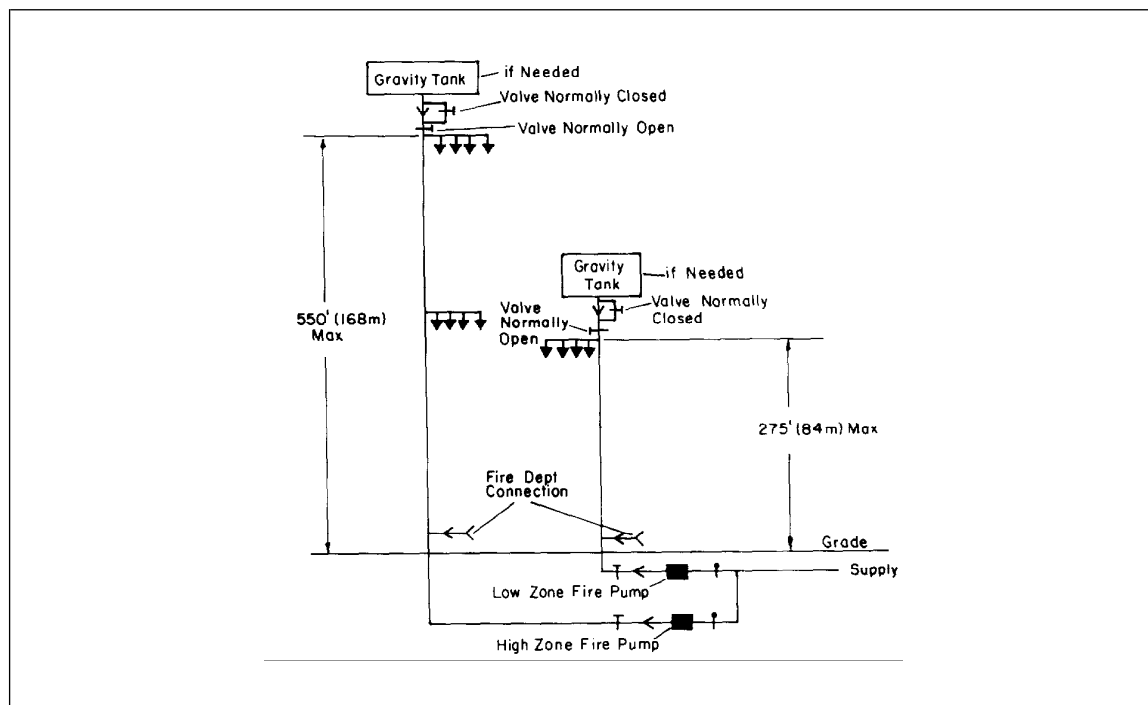 Gravity Tank
if Needed
Valve Normally Closed
Valve Normally Open
Gravity
Tank
if Needed
Valve
Normally
Open
Valve Normally
Closed
550' (168m)
Max
275' (84m) Max
Fire Dept
Connection
Grade
Supply
Low Zone Fire Pump
High Zone Fire Pump